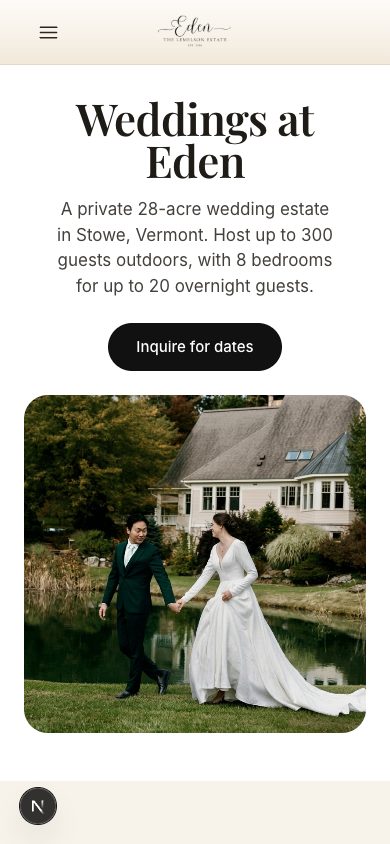 Eden
THE LEMELSON ESTATE
Weddings at
Eden
A private 28-acre wedding estate
in Stowe, Vermont. Host up to 300
guests outdoors, with 8 bedrooms
for up to 20 overnight guests.
Inquire for dates
N